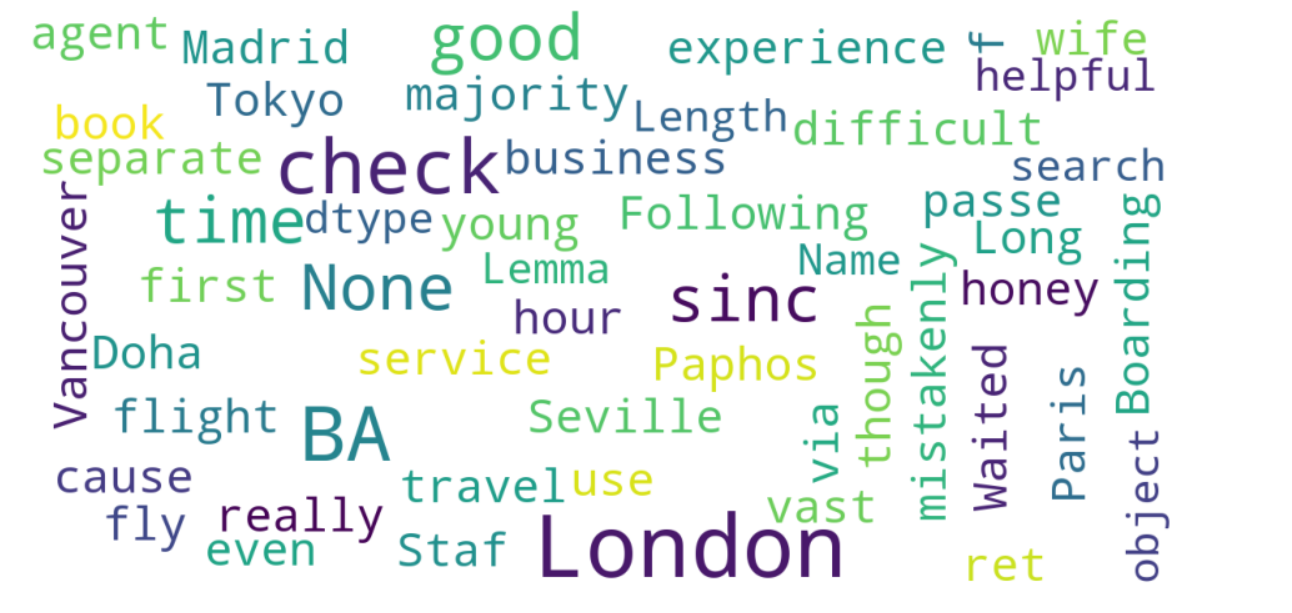 agent Madrid good experience f wife
helpful
Tokyo majority Length difficult
book
separate check business search
Vancouver time dtype young Following passe Boarding
Long
first None Lemma Name mistakenly honey
hour sinc though
Doha service Paphos Waited Paris
flight BA Seville via object
cause travel use
fly really vast
even Staf London ret